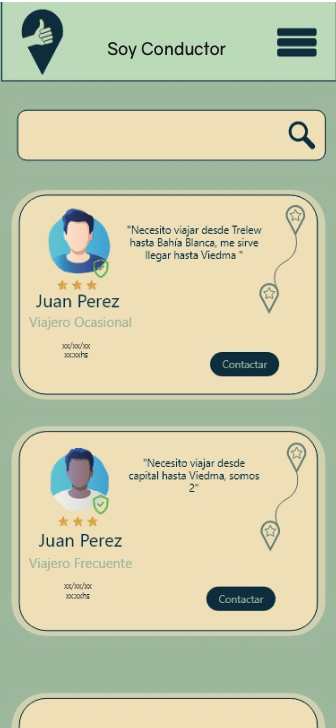 Soy Conductor
"Necesito viajar desde Trelew
hasta Bahía Blanca, me sirve
llegar hasta Viedma "
Juan Perez
Viajero Ocasional
xx/xx/xx
xx:xxhs
Contactar
"Necesito viajar desde
capital hasta Viedma, somos
2"
Juan Perez
Viajero Frecuente
xx/xx/xx
xx:xxhs
Contactar